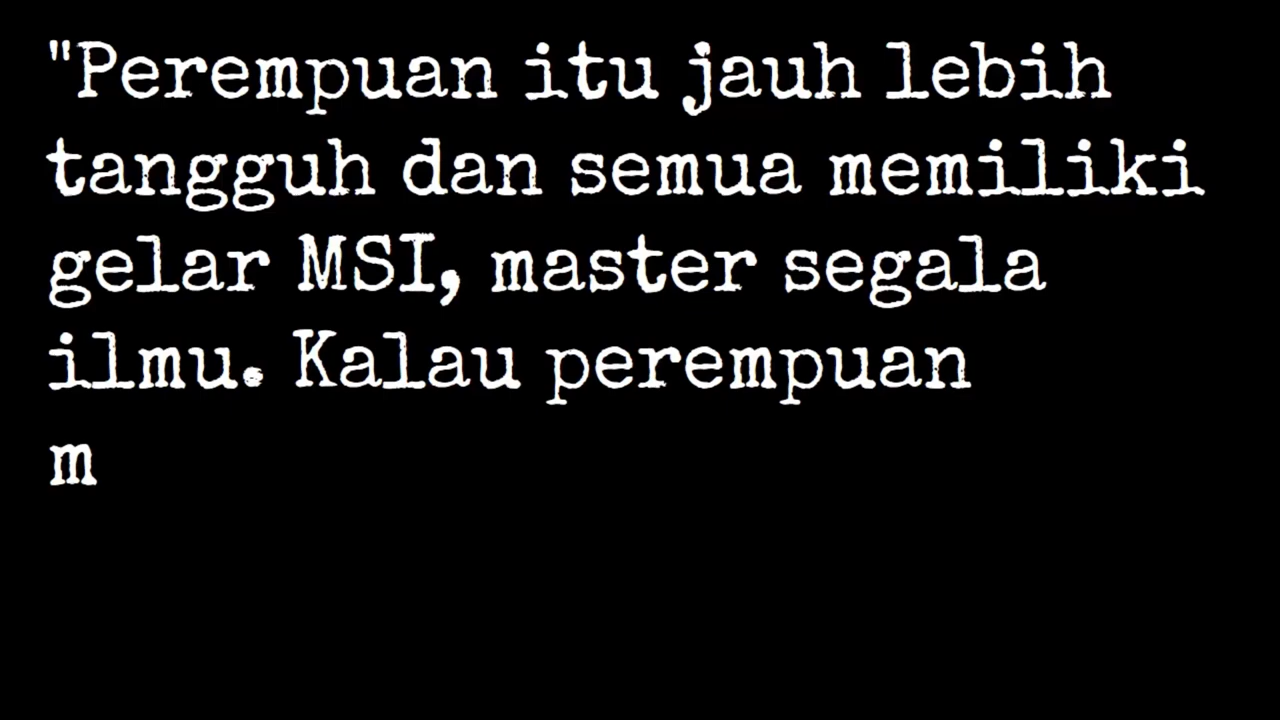 "Perempuan itu jauh lebih
tangguh dan semua memiliki
gelar MSI, master segala
ilmu. Kalau perempuan
m